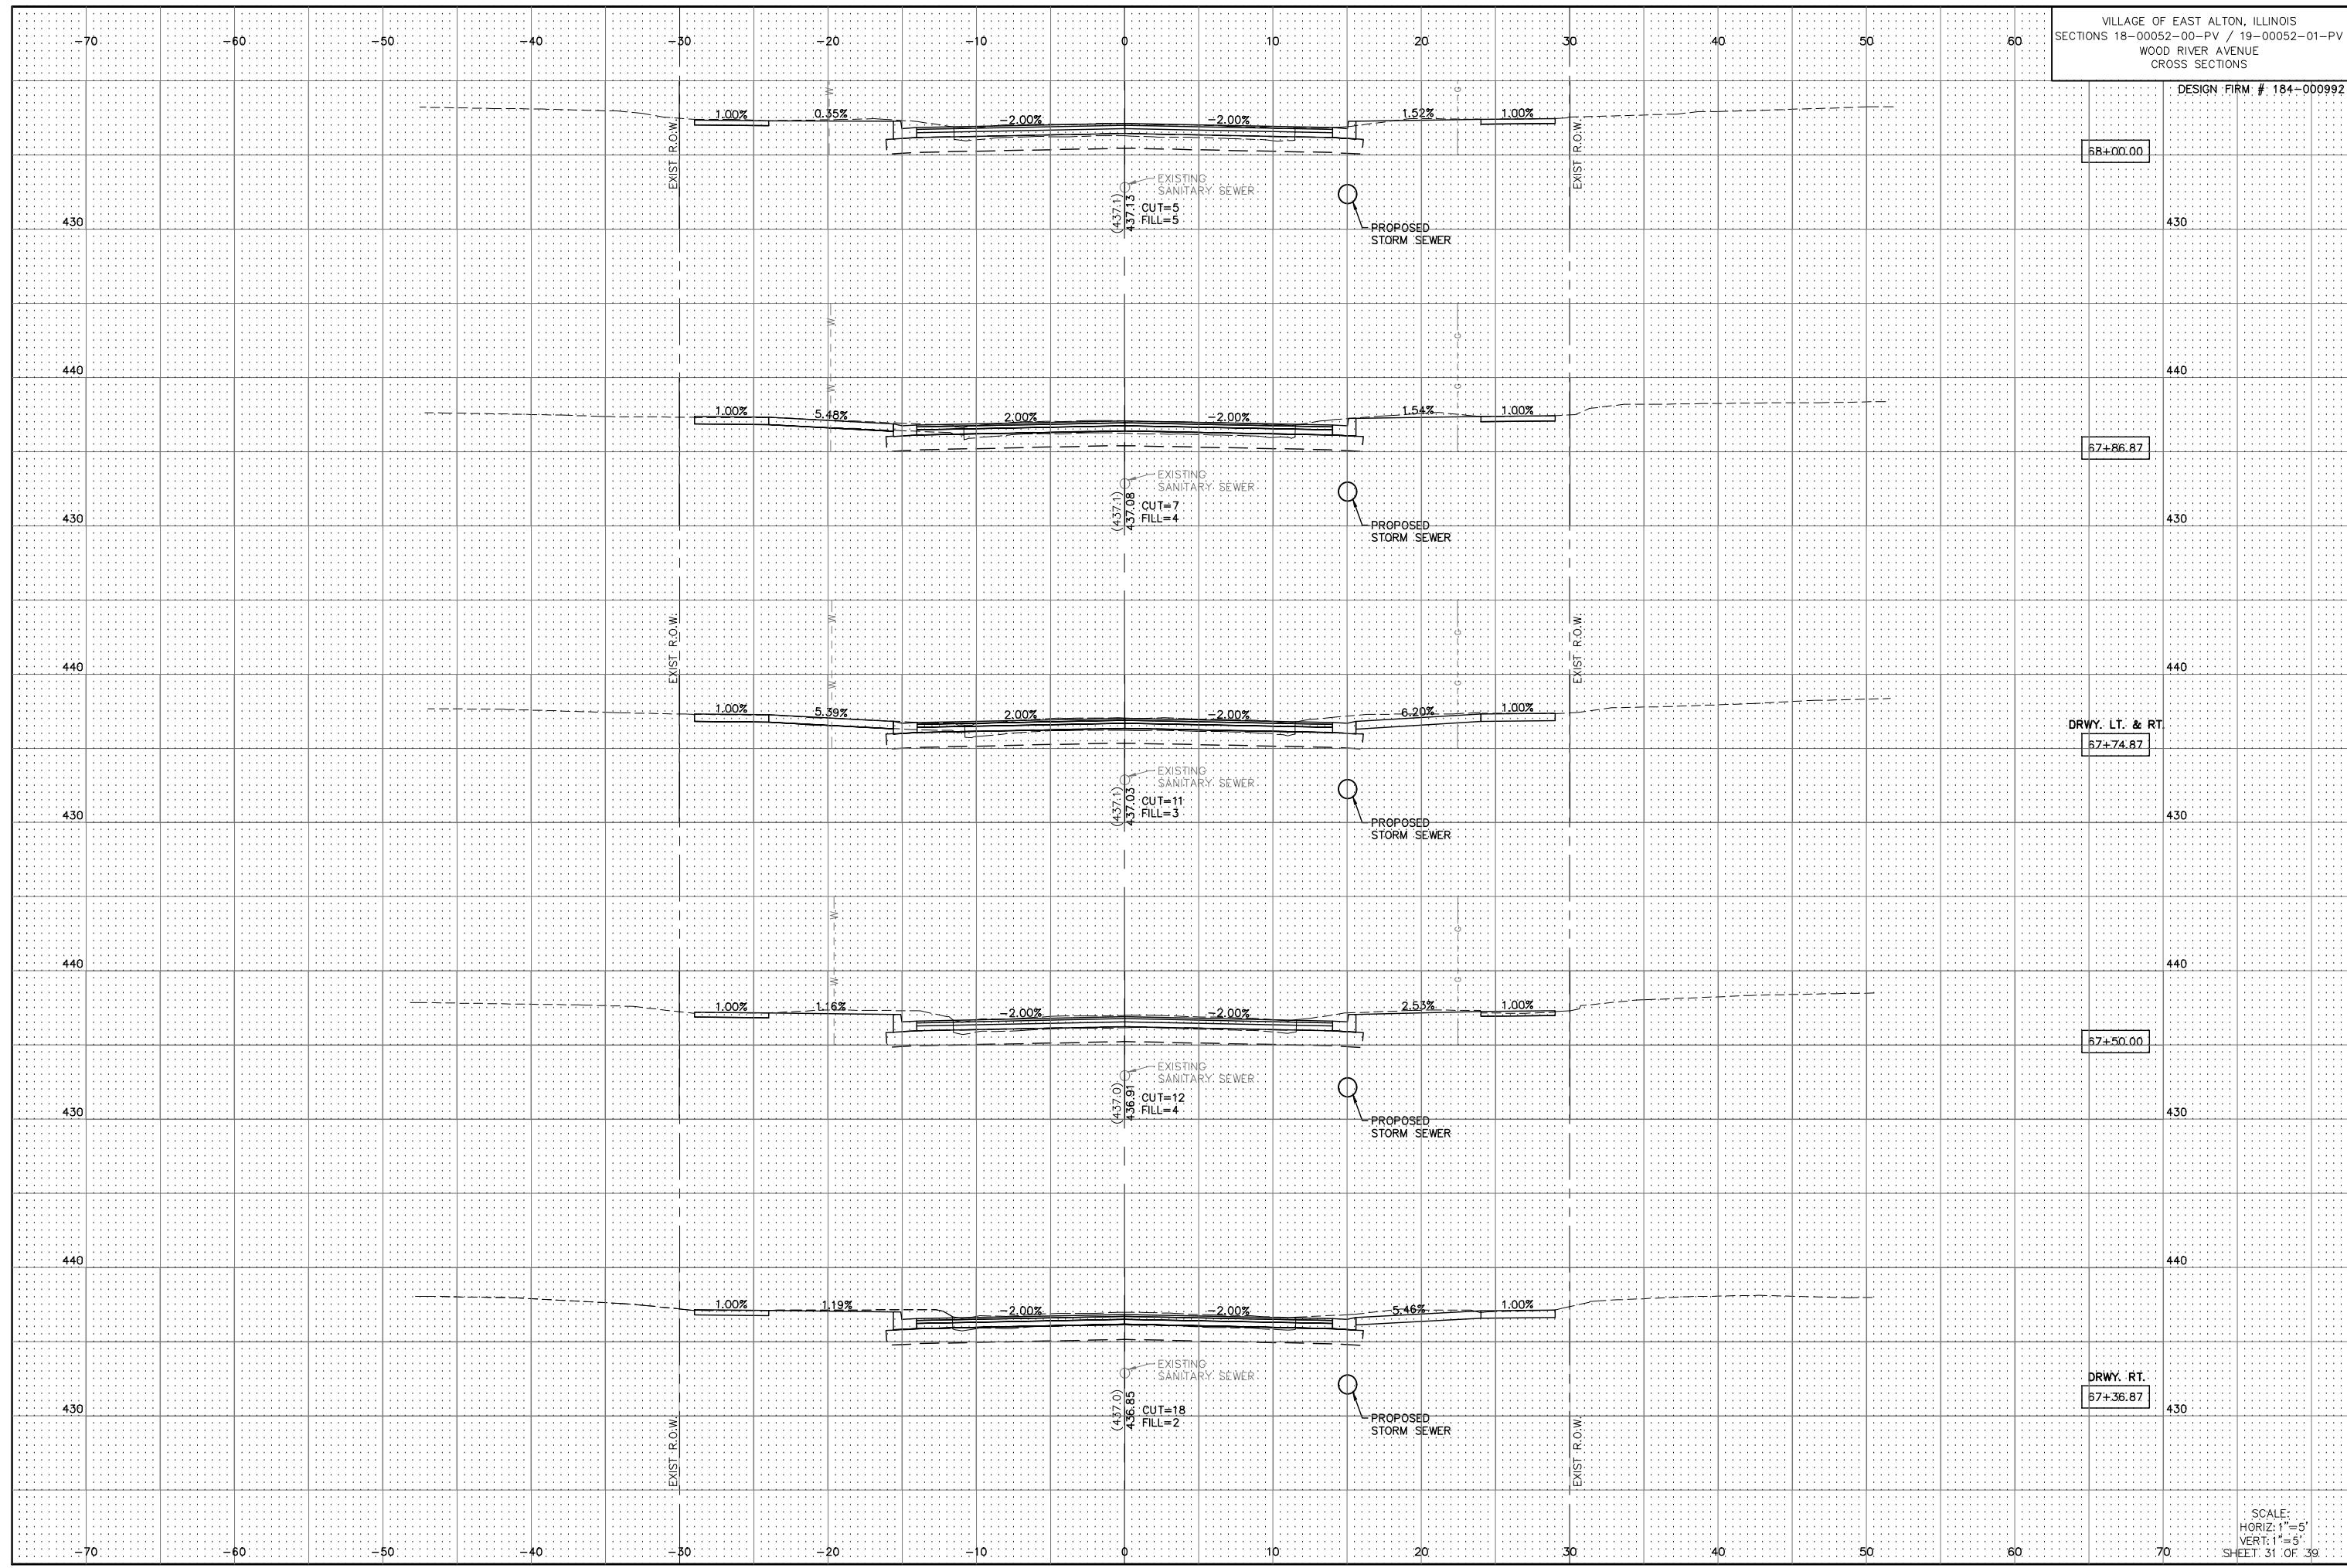 VILLAGE OF EAST ALTON, ILLINOIS
SECTIONS 18-00052-00-PV / 19-00052-01-PV
WOOD RIVER AVENUE
CROSS SECTIONS
DESIGN FIRM # 184-000992
-70 -60 -50 -40 -30 -20 -10 0 10 20 30 40 50 60
W
G
1.00% 0.35% -2.00% -2.00% 1.52% 1.00%
EXIST R.O.W.
EXIST R.O.W.
68+00.00
EXISTING
SANITARY SEWER
(437.1)
437.13
CUT=5
FILL=5
PROPOSED
STORM SEWER
430 430
W
G
440 440
W
G
1.00% 5.48% 2.00% -2.00% 1.54% 1.00%
67+86.87
EXISTING
SANITARY SEWER
(437.1)
437.08
CUT=7
FILL=4
PROPOSED
STORM SEWER
430 430
W
G
EXIST R.O.W.
EXIST R.O.W.
440 440
W
G
1.00% 5.39% 2.00% -2.00% 6.20% 1.00%
DRWY. LT. & RT.
67+74.87
EXISTING
SANITARY SEWER
(437.1)
437.03
CUT=11
FILL=3
PROPOSED
STORM SEWER
430 430
W
G
440 440
W
G
1.00% 1.16% -2.00% -2.00% 2.53% 1.00%
67+50.00
EXISTING
SANITARY SEWER
(437.0)
436.91
CUT=12
FILL=4
PROPOSED
STORM SEWER
430 430
440 440
1.00% 1.19% -2.00% -2.00% 5.46% 1.00%
DRWY. RT.
67+36.87
EXISTING
SANITARY SEWER
(437.0)
436.85
CUT=18
FILL=2
PROPOSED
STORM SEWER
430 430
EXIST R.O.W.
EXIST R.O.W.
-70 -60 -50 -40 -30 -20 -10 0 10 20 30 40 50 60 70
SCALE:
HORIZ: 1"=5'
VERT: 1"=5'
SHEET 31 OF 39